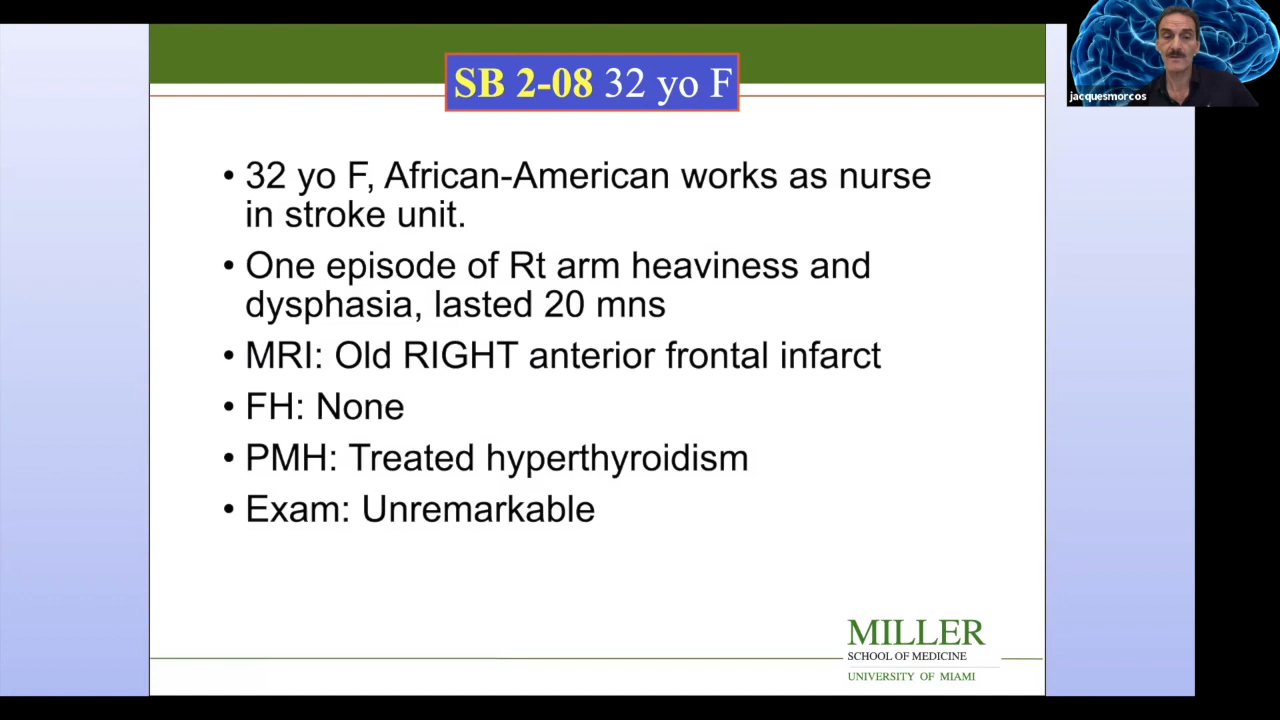 SB 2-08 32 yo F
jacquesmorcos
• 32 yo F, African-American works as nurse
in stroke unit.
• One episode of Rt arm heaviness and
dysphasia, lasted 20 mns
• MRI: Old RIGHT anterior frontal infarct
• FH: None
• PMH: Treated hyperthyroidism
• Exam: Unremarkable
MILLER
SCHOOL OF MEDICINE
UNIVERSITY OF MIAMI